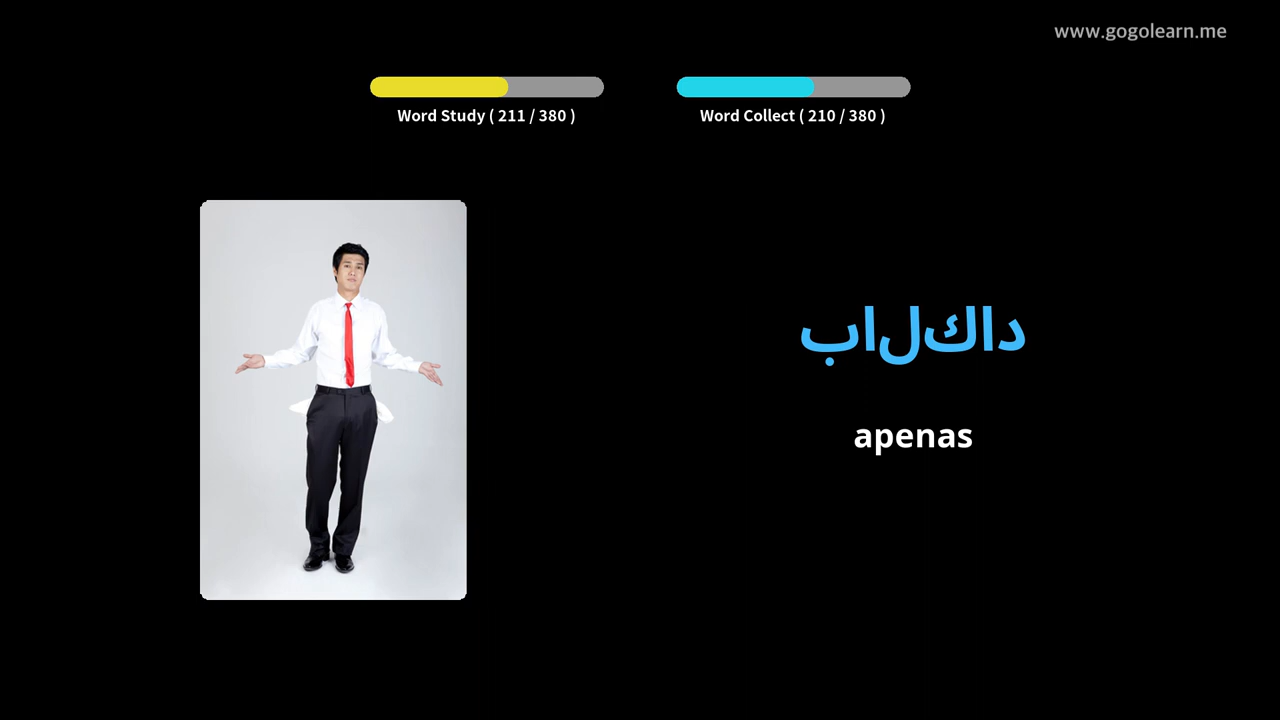 www.gogolearn.me
Word Study ( 211 / 380 )
Word Collect ( 210 / 380 )
بالكاد
apenas